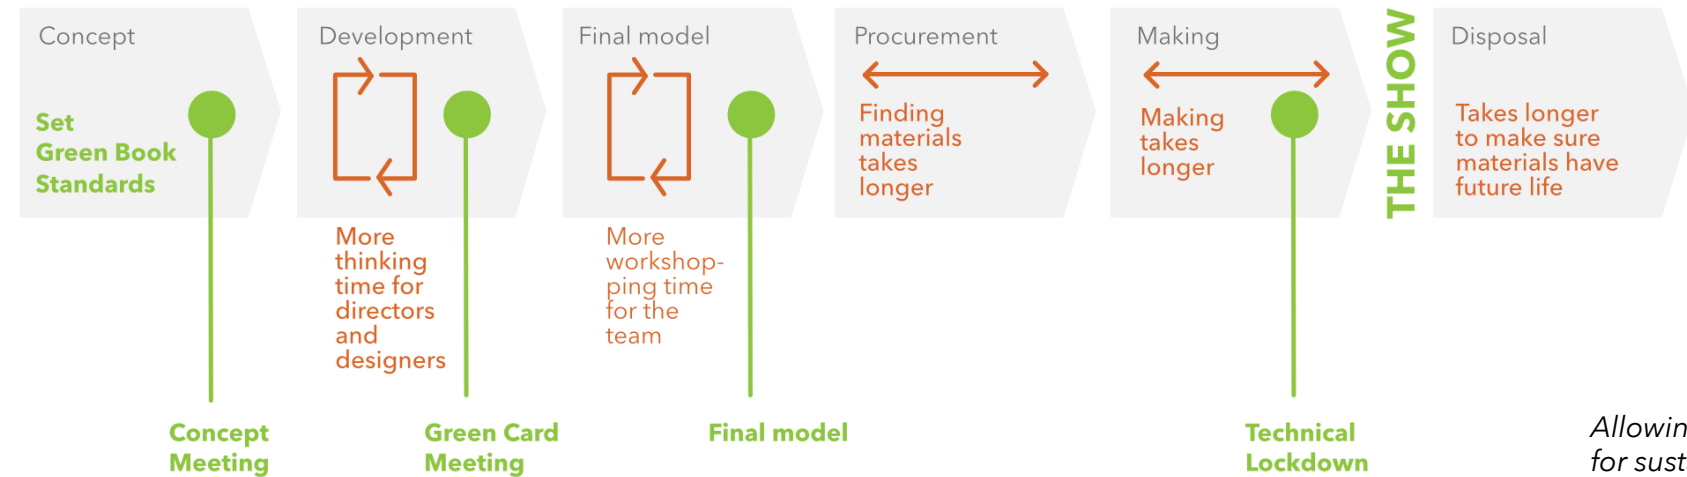 Concept
Set
Green Book
Standards
Concept
Meeting
Development
More
thinking
time for
directors
and
designers
Green Card
Meeting
Final model
More
workshop-
ping time
for the
team
Final model
Procurement
Finding
materials
takes
longer
Making
Making
takes
longer
Technical
Lockdown
THE SHOW
Disposal
Takes longer
to make sure
materials have
future life
for